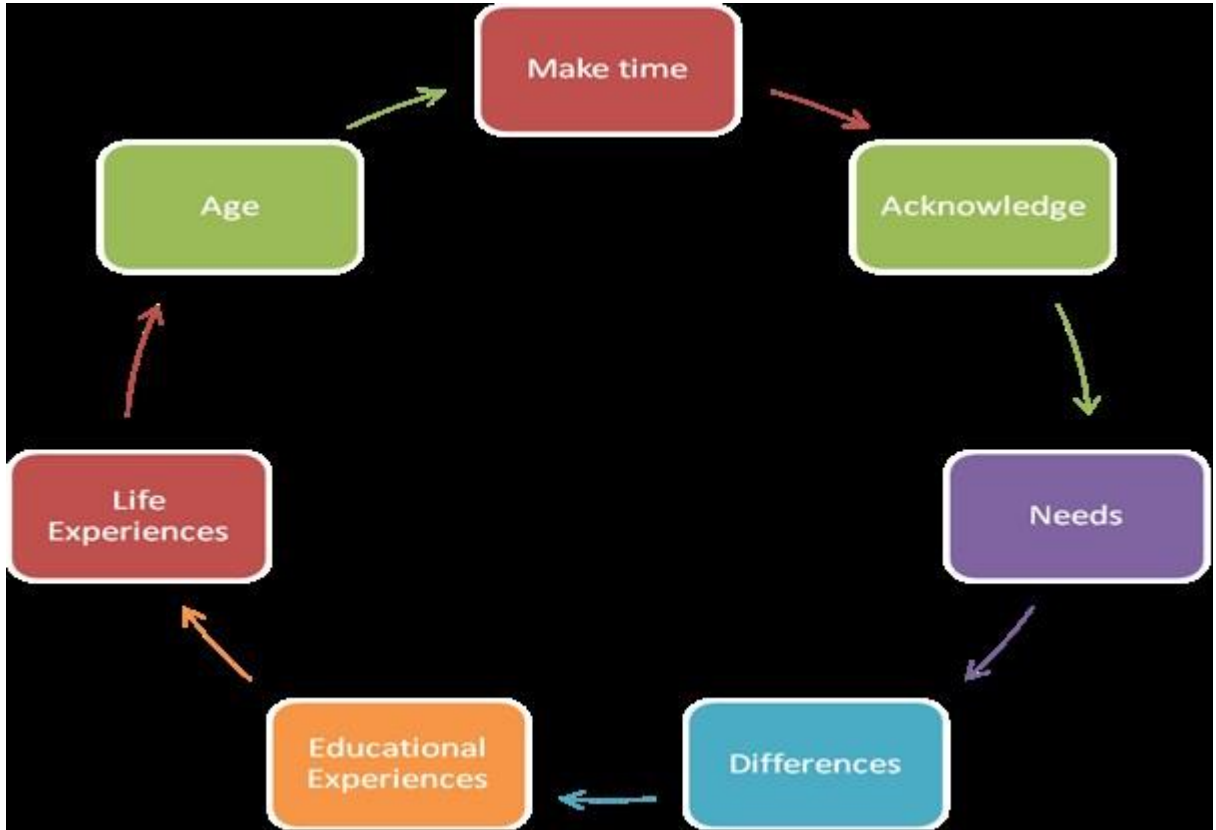 Make time
Acknowledge
Needs
Differences
Educational
Experiences
Life
Experiences
Age